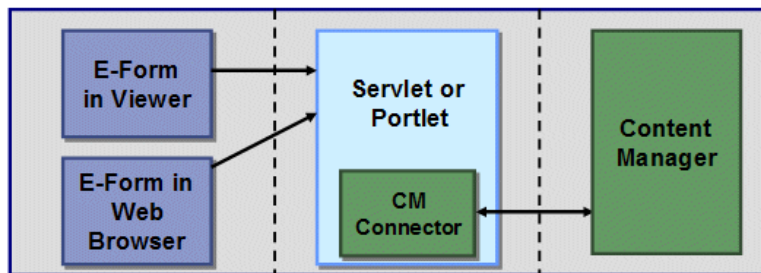 E-Form
in Viewer
E-Form in
Web
Browser
Servlet or
Portlet
CM
Connector
Content
Manager